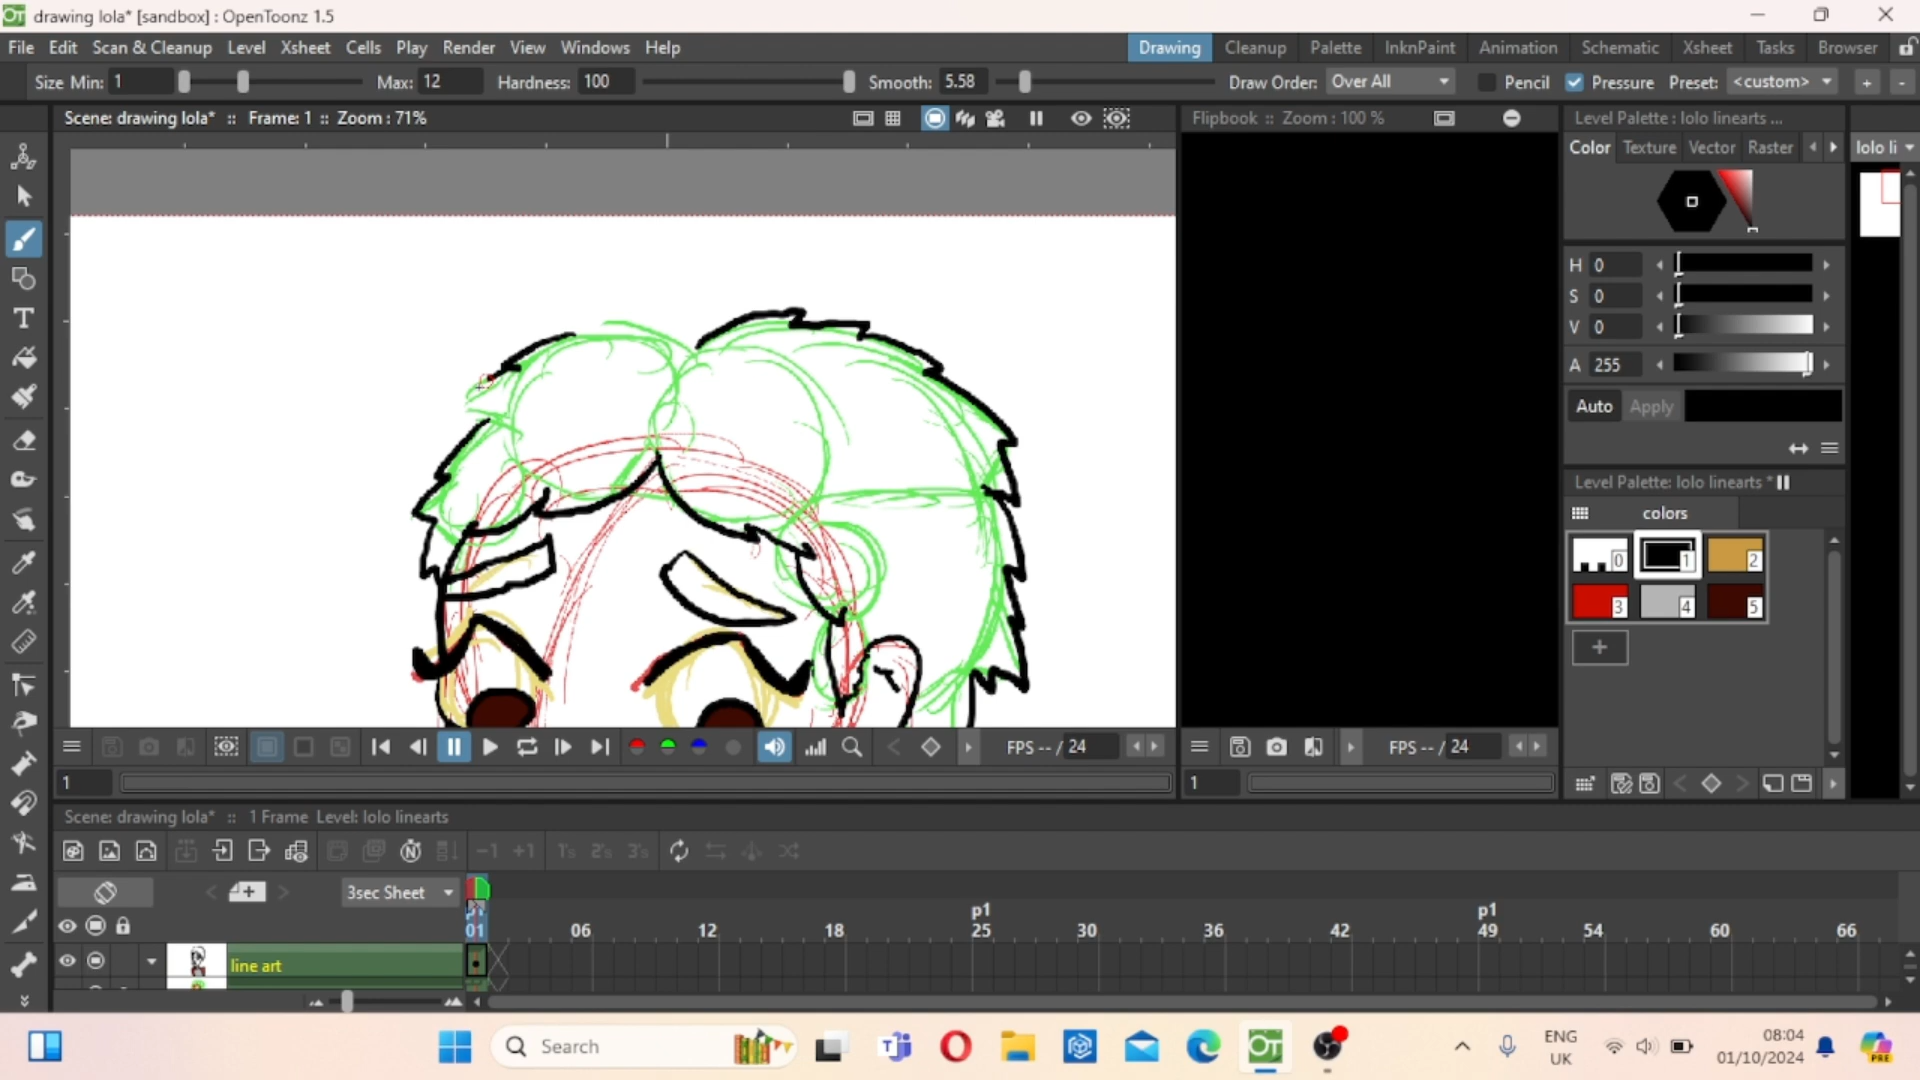 drawing lola* [sandbox] : OpenToonz 1.5
File Edit Scan & Cleanup Level Xsheet Cells Play Render View Windows Help
Drawing Cleanup Palette InknPaint Animation Schematic Xsheet Tasks Browser
Size Min: 1 Max: 12 Hardness: 100 Smooth: 5.58 Draw Order: Over All Pencil Pressure Preset: <custom> + -
Scene: drawing lola* :: Frame: 1 :: Zoom : 71%
Flipbook :: Zoom : 100 %
Level Palette : lolo linearts ...
Color Texture Vector Raster
lolo li
H 0
S 0
V 0
A 255
Auto Apply
Level Palette: lolo linearts *
colors
0 1 2
3 4 5
+
FPS -- / 24
FPS -- / 24
1
1
Scene: drawing lola* :: 1 Frame Level: lolo linearts
-1 +1 1's 2's 3's
3sec Sheet
p1 p1
01 06 12 18 25 30 36 42 49 54 60 66
line art
Search
ENG
UK
08:04
01/10/2024
PRE